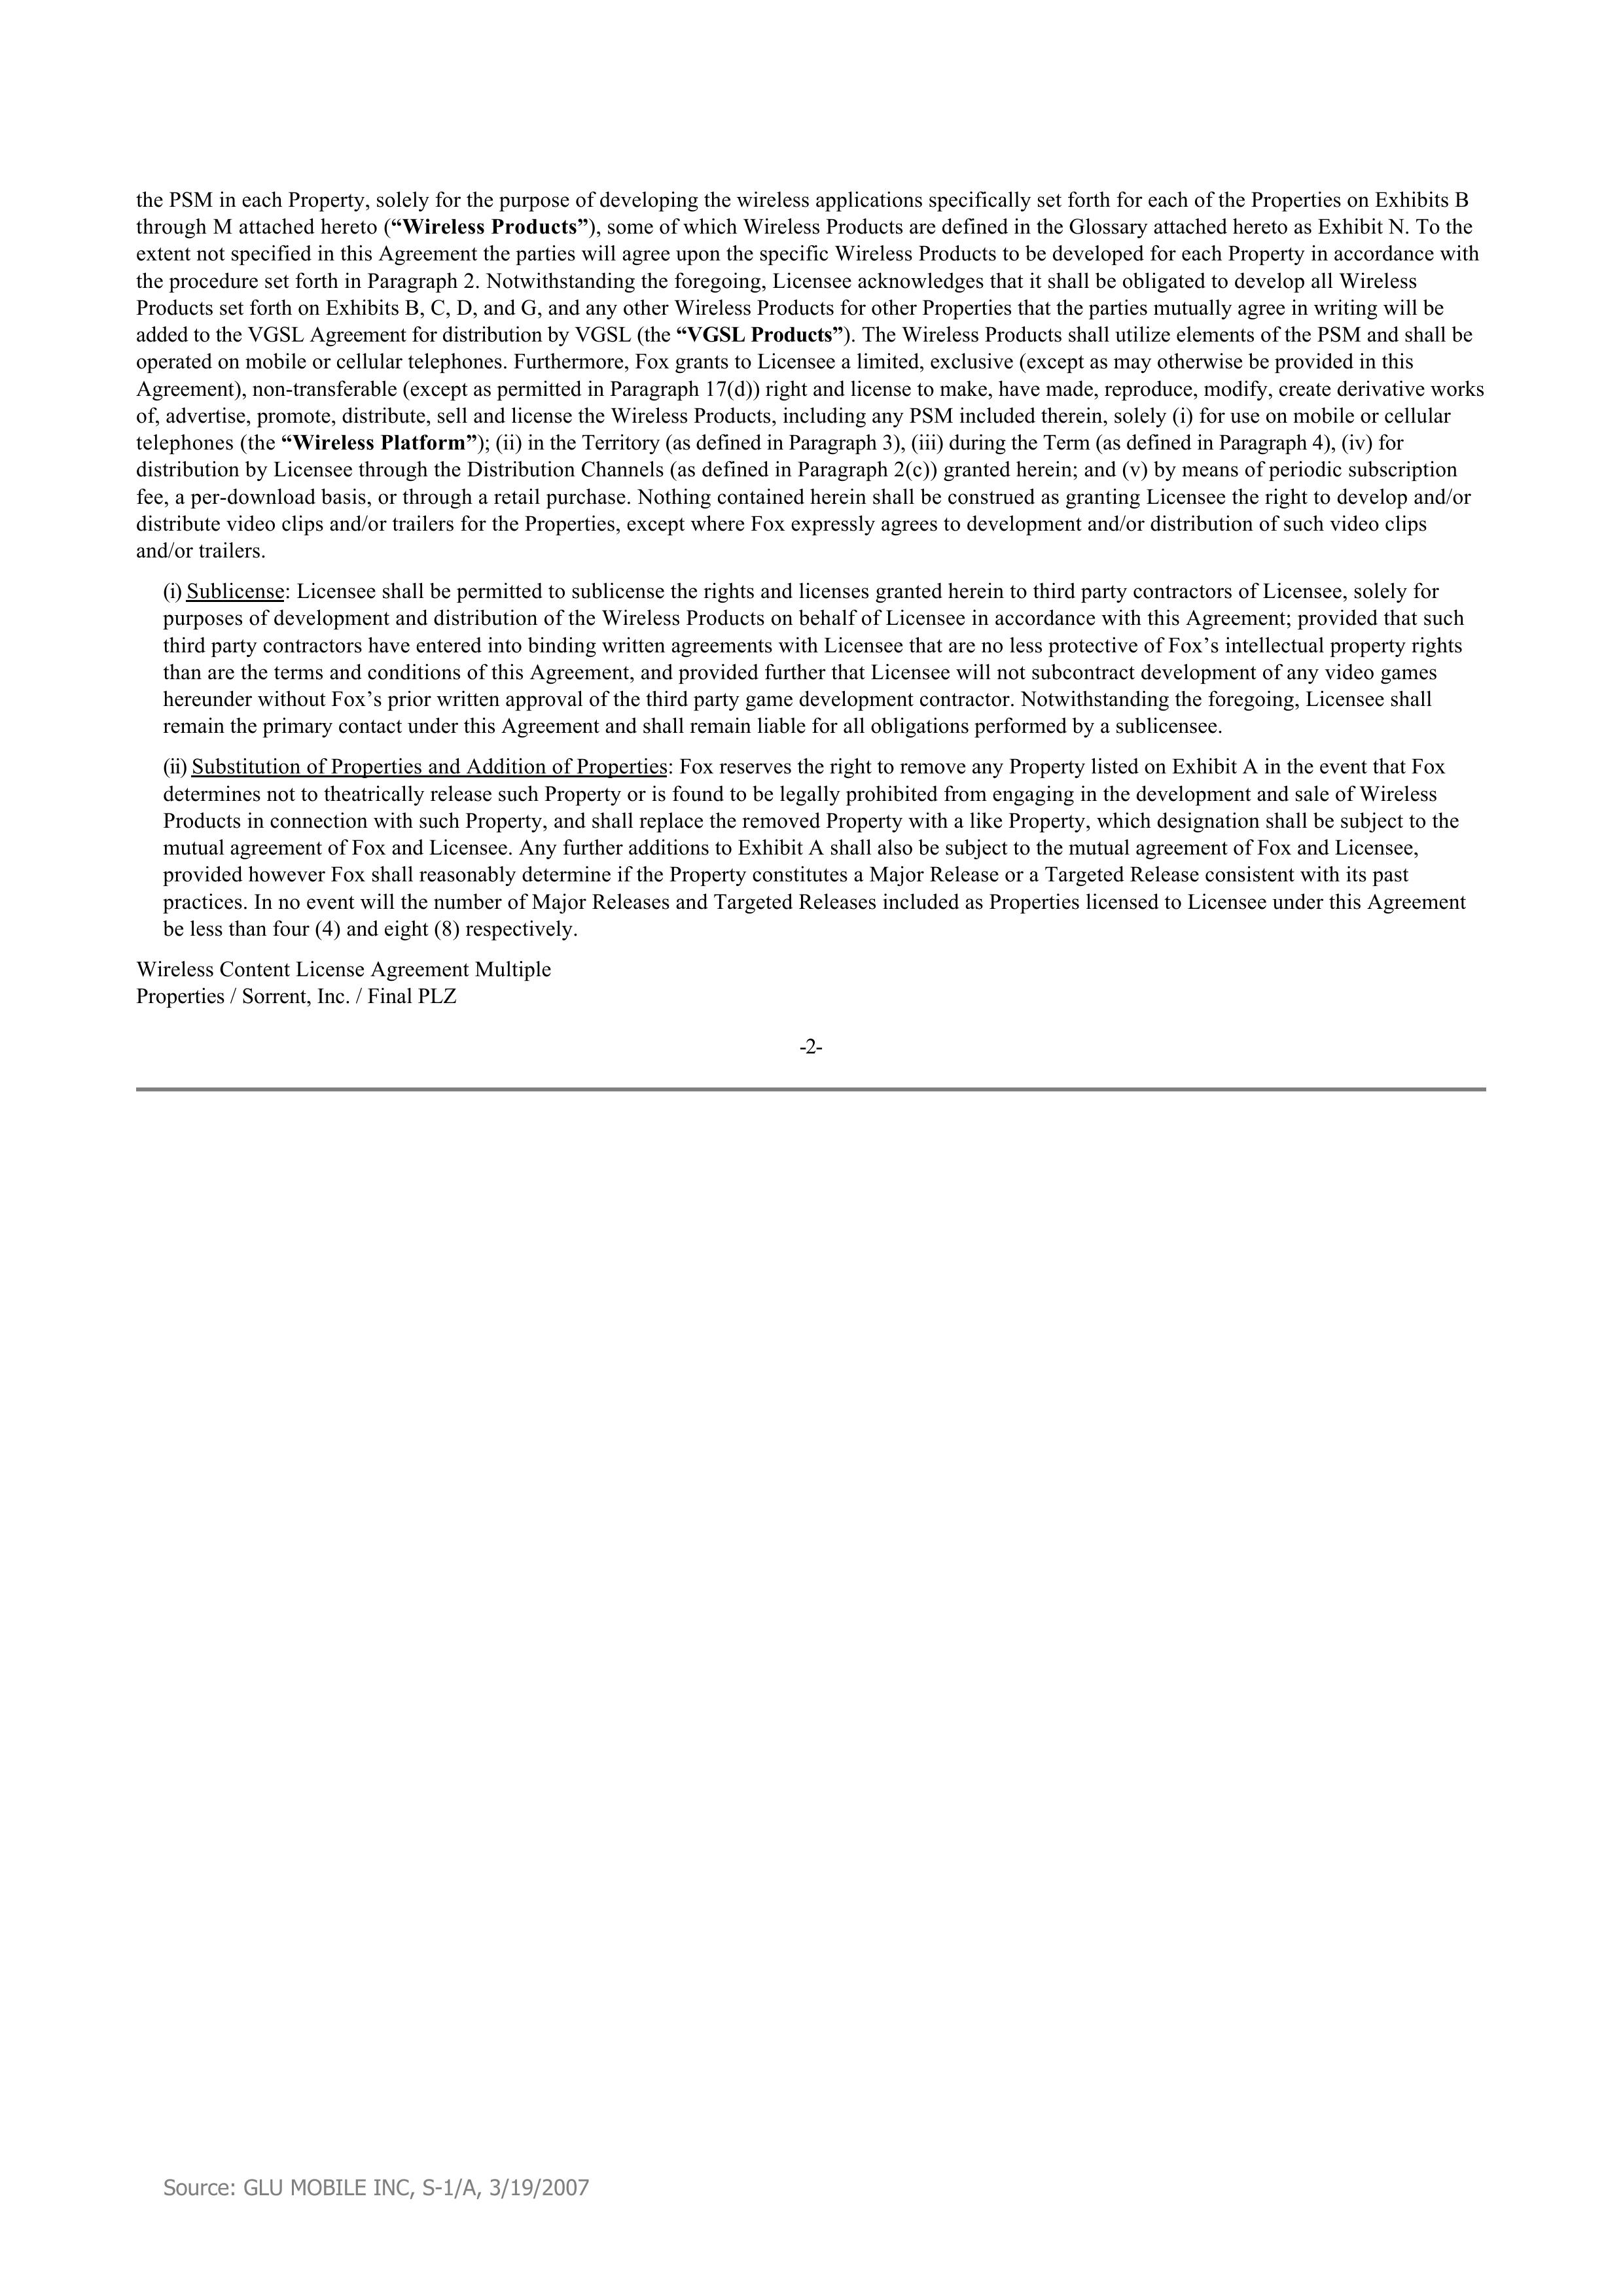 the PSM in each Property, solely for the purpose of developing the wireless applications specifically set forth for each of the Properties on Exhibits B
through M attached hereto (“Wireless Products”), some of which Wireless Products are defined in the Glossary attached hereto as Exhibit N. To the
extent not specified in this Agreement the parties will agree upon the specific Wireless Products to be developed for each Property in accordance with
the procedure set forth in Paragraph 2. Notwithstanding the foregoing, Licensee acknowledges that it shall be obligated to develop all Wireless
Products set forth on Exhibits B, C, D, and G, and any other Wireless Products for other Properties that the parties mutually agree in writing will be
added to the VGSL Agreement for distribution by VGSL (the “VGSL Products”). The Wireless Products shall utilize elements of the PSM and shall be
operated on mobile or cellular telephones. Furthermore, Fox grants to Licensee a limited, exclusive (except as may otherwise be provided in this
Agreement), non-transferable (except as permitted in Paragraph 17(d)) right and license to make, have made, reproduce, modify, create derivative works
of, advertise, promote, distribute, sell and license the Wireless Products, including any PSM included therein, solely (i) for use on mobile or cellular
telephones (the “Wireless Platform”); (ii) in the Territory (as defined in Paragraph 3), (iii) during the Term (as defined in Paragraph 4), (iv) for
distribution by Licensee through the Distribution Channels (as defined in Paragraph 2(c)) granted herein; and (v) by means of periodic subscription
fee, a per-download basis, or through a retail purchase. Nothing contained herein shall be construed as granting Licensee the right to develop and/or
distribute video clips and/or trailers for the Properties, except where Fox expressly agrees to development and/or distribution of such video clips
and/or trailers.
(i) Sublicense: Licensee shall be permitted to sublicense the rights and licenses granted herein to third party contractors of Licensee, solely for
purposes of development and distribution of the Wireless Products on behalf of Licensee in accordance with this Agreement; provided that such
third party contractors have entered into binding written agreements with Licensee that are no less protective of Fox’s intellectual property rights
than are the terms and conditions of this Agreement, and provided further that Licensee will not subcontract development of any video games
hereunder without Fox’s prior written approval of the third party game development contractor. Notwithstanding the foregoing, Licensee shall
remain the primary contact under this Agreement and shall remain liable for all obligations performed by a sublicensee.
(ii) Substitution of Properties and Addition of Properties: Fox reserves the right to remove any Property listed on Exhibit A in the event that Fox
determines not to theatrically release such Property or is found to be legally prohibited from engaging in the development and sale of Wireless
Products in connection with such Property, and shall replace the removed Property with a like Property, which designation shall be subject to the
mutual agreement of Fox and Licensee. Any further additions to Exhibit A shall also be subject to the mutual agreement of Fox and Licensee,
provided however Fox shall reasonably determine if the Property constitutes a Major Release or a Targeted Release consistent with its past
practices. In no event will the number of Major Releases and Targeted Releases included as Properties licensed to Licensee under this Agreement
be less than four (4) and eight (8) respectively.
Wireless Content License Agreement Multiple
Properties / Sorrent, Inc. / Final PLZ
-2-
Source: GLU MOBILE INC, S-1/A, 3/19/2007